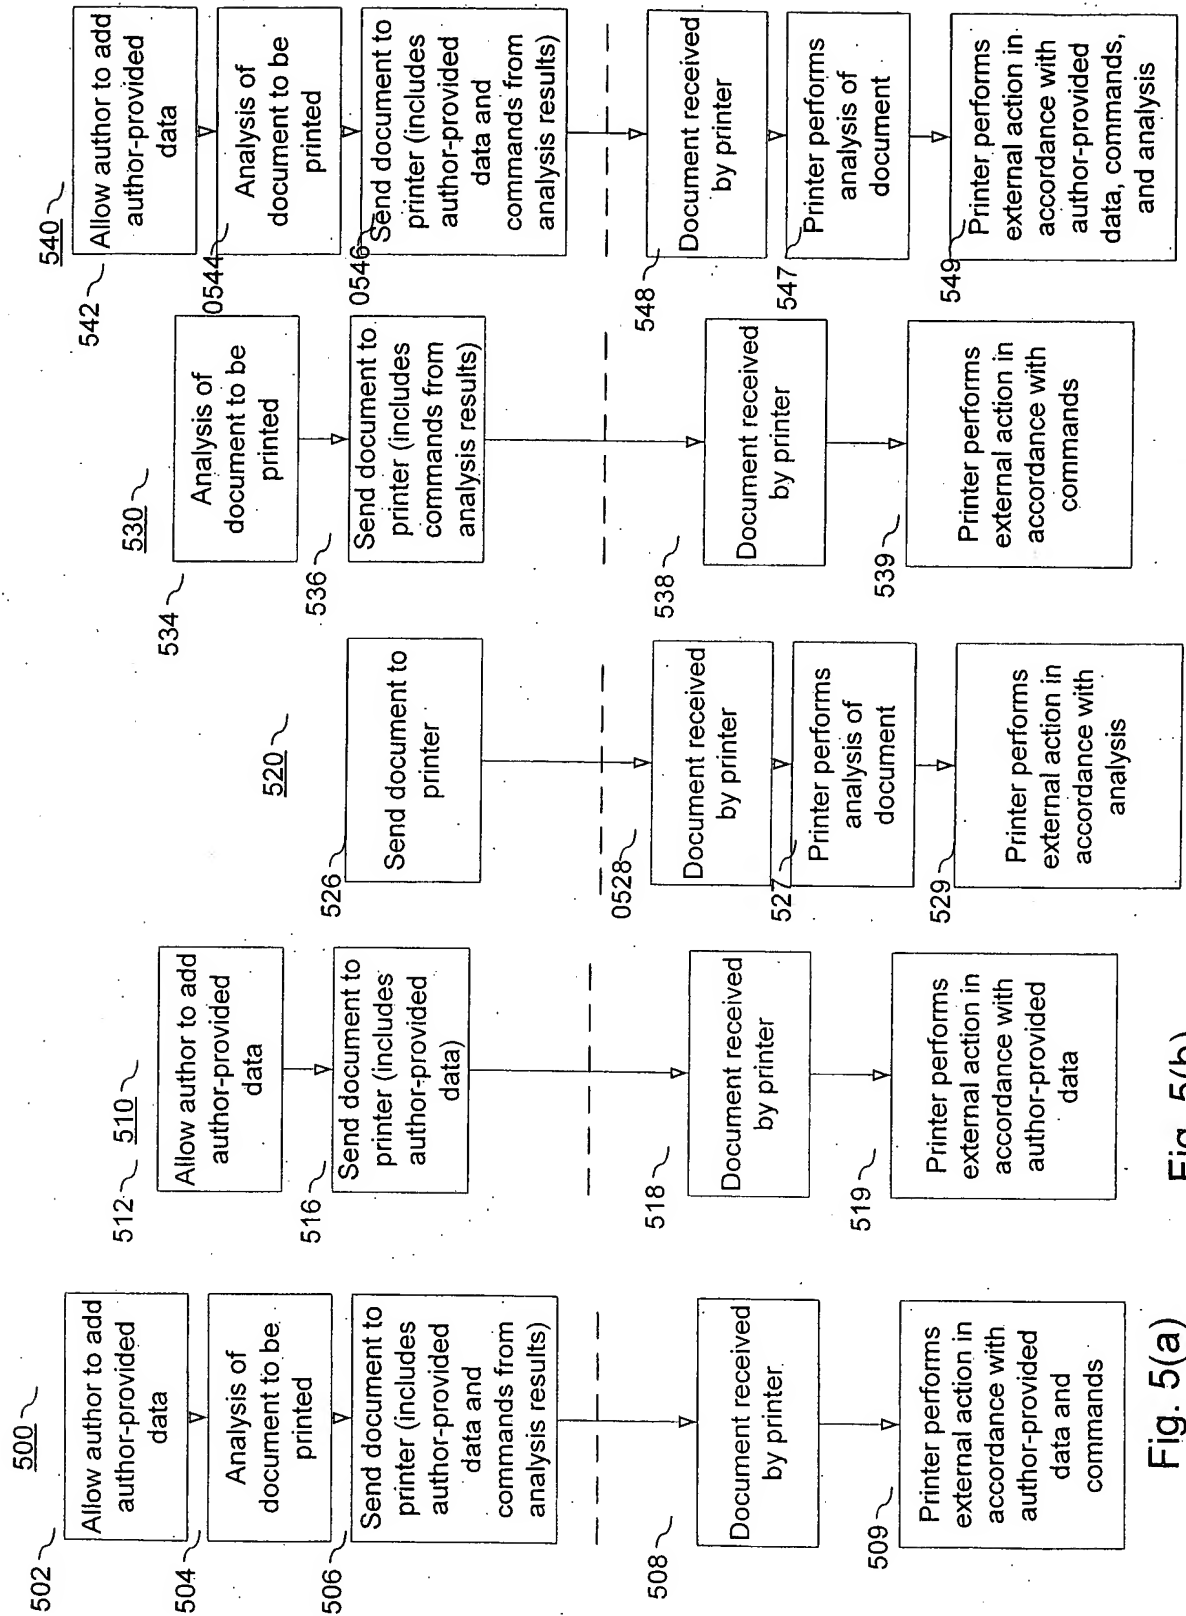 500
502
Allow author to add
author-provided
data
504
Analysis of
document to be
printed
506
Send document to
printer (includes
author-provided
data and
commands from
analysis results)
508
Document received
by printer
509
Printer performs
external action in
accordance with
author-provided
data and
commands
Fig. 5(a)
510
512
Allow author to add
author-provided
data
516
Send document to
printer (includes
author-provided
data)
518
Document received
by printer
519
Printer performs
external action in
accordance with
author-provided
data
Fig. 5(b)
520
526
Send document to
printer
0528
Document received
by printer
527
Printer performs
analysis of
document
529
Printer performs
external action in
accordance with
analysis
530
534
Analysis of
document to be
printed
536
Send document to
printer (includes
commands from
analysis results)
538
Document received
by printer
539
Printer performs
external action in
accordance with
commands
540
542
Allow author to add
author-provided
data
0544
Analysis of
document to be
printed
0546
Send document to
printer (includes
author-provided
data and
commands from
analysis results)
548
Document received
by printer
547
Printer performs
analysis of
document
549
Printer performs
external action in
accordance with
author-provided
data, commands,
and analysis